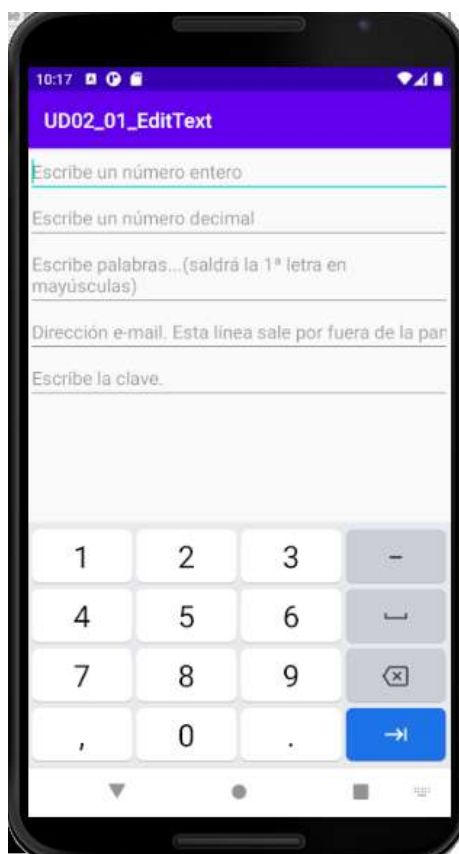 10:17
UD02_01_EditText
Escribe un número entero
Escribe un número decimal
Escribe palabras...(saldrá la 1ª letra en
mayúsculas)
Dirección e-mail. Esta línea sale por fuera de la pan
Escribe la clave.
1 2 3 -
4 5 6
7 8 9
, 0 .